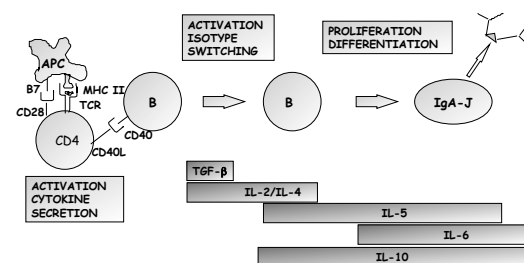 ACTIVATION
ISOTYPE
SWITCHING
PROLIFERATION
DIFFERENTIATION
APC
B7
MHC II
TCR
CD28
CD4
CD40L
CD40
B
B
IgA-J
ACTIVATION
CYTOKINE
SECRETION
TGF-β
IL-2/IL-4
IL-5
IL-6
IL-10